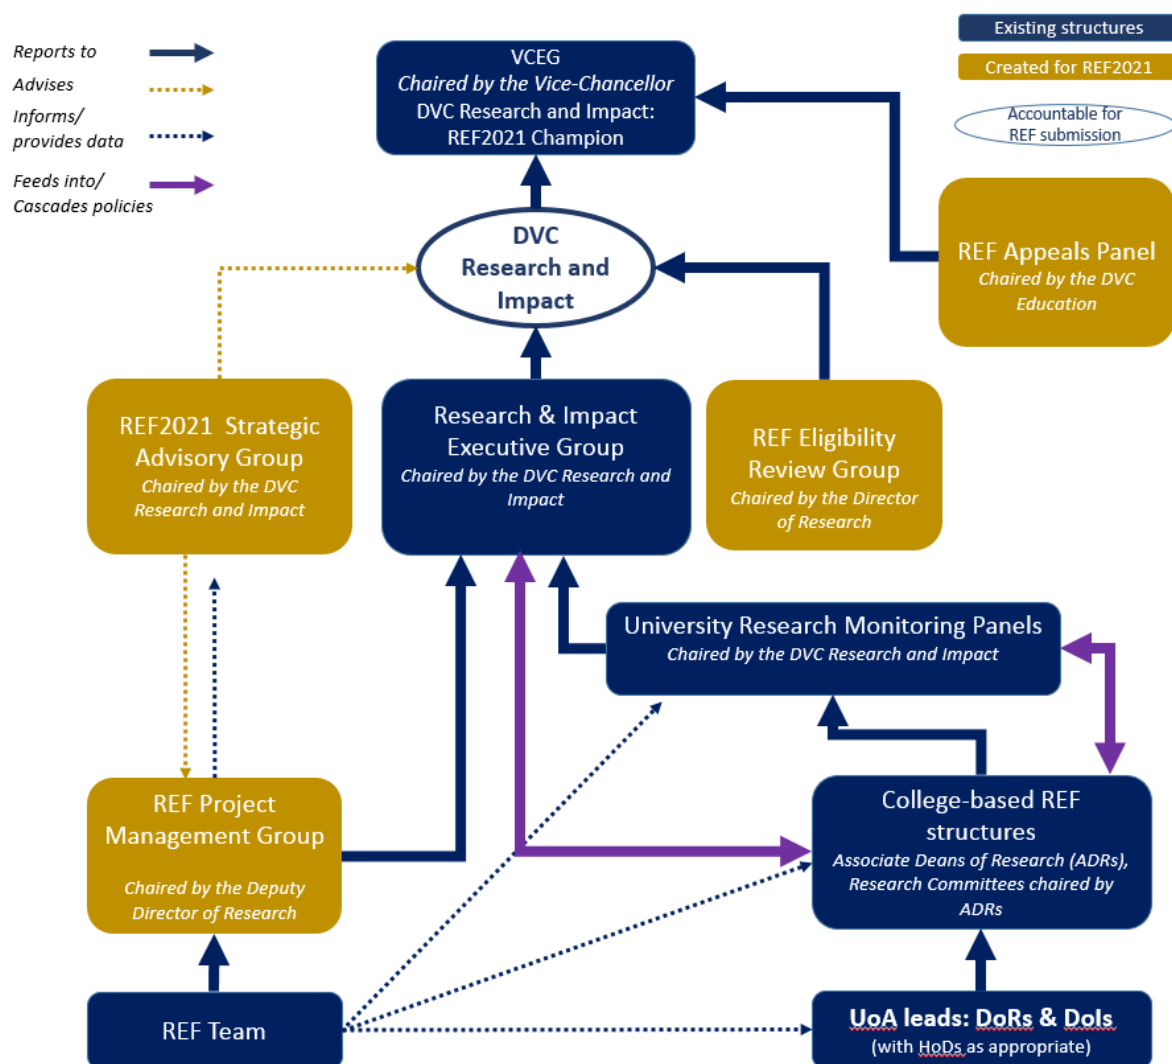 Reports to
Advises
Informs/
provides data
Feeds into/
Cascades policies
Existing structures
Created for REF2021
Accountable for
REF submission
VCEG
Chaired by the Vice-Chancellor
DVC Research and Impact:
REF2021 Champion
DVC
Research and
Impact
REF Appeals Panel
Chaired by the DVC
Education
REF2021 Strategic
Advisory Group
Chaired by the DVC
Research and Impact
Research & Impact
Executive Group
Chaired by the DVC Research and
Impact
REF Eligibility
Review Group
Chaired by the Director
of Research
University Research Monitoring Panels
Chaired by the DVC Research and Impact
REF Project
Management Group
Chaired by the Deputy
Director of Research
College-based REF
structures
Associate Deans of Research (ADRs),
Research Committees chaired by
ADRs
REF Team
UoA leads: DoRs & DoIs
(with HoDs as appropriate)